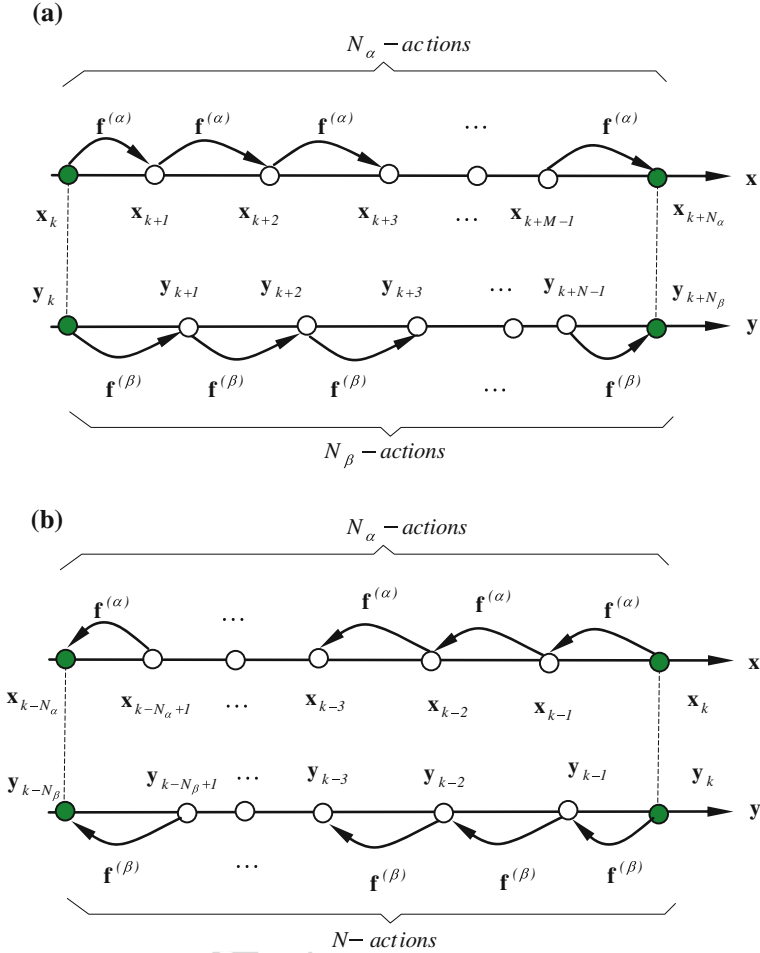 (a)
N_α – actions
f^(α) f^(α) f^(α) ... f^(α)
x
x_k x_{k+1} x_{k+2} x_{k+3} ... x_{k+M–1} x_{k+N_α}
y_k y_{k+1} y_{k+2} y_{k+3} ... y_{k+N–1} y_{k+N_β}
y
f^(β) f^(β) f^(β) ... f^(β)
N_β – actions
(b)
N_α – actions
f^(α) ... f^(α) f^(α) f^(α)
x
x_{k–N_α} x_{k–N_α+1} ... x_{k–3} x_{k–2} x_{k–1} x_k
y_{k–N_β} y_{k–N_β+1} ... y_{k–3} y_{k–2} y_{k–1} y_k
y
f^(β) ... f^(β) f^(β) f^(β)
N – actions